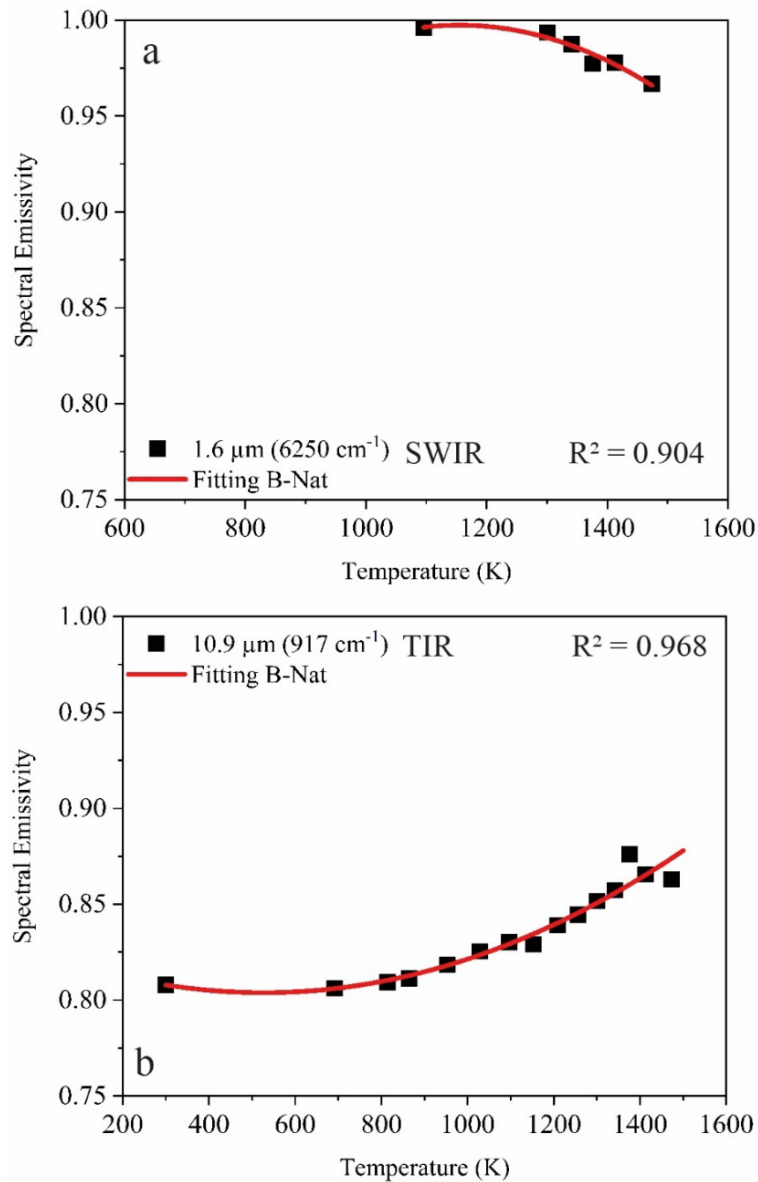 a
1.00
0.95
0.90
0.85
0.80
0.75
Spectral Emissivity
1.6 µm (6250 cm⁻¹) SWIR R² = 0.904
Fitting B-Nat
600 800 1000 1200 1400 1600
Temperature (K)
1.00
0.95
0.90
0.85
0.80
0.75
Spectral Emissivity
10.9 µm (917 cm⁻¹) TIR R² = 0.968
Fitting B-Nat
b
200 400 600 800 1000 1200 1400 1600
Temperature (K)